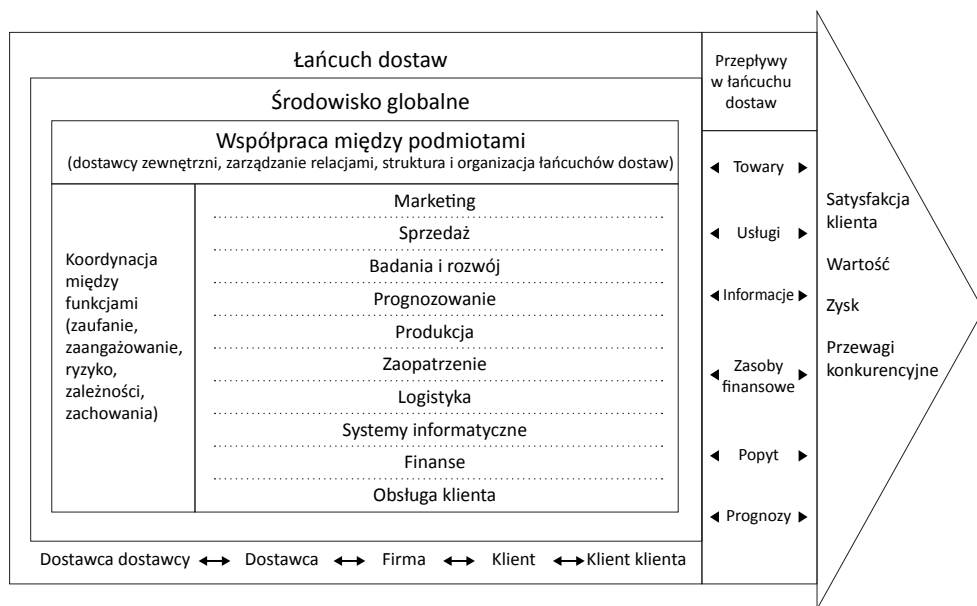 Łańcuch dostaw
Środowisko globalne
Współpraca między podmiotami
(dostawcy zewnętrzni, zarządzanie relacjami, struktura i organizacja łańcuchów dostaw)
Koordynacja
między
funkcjami
(zaufanie,
zaangażowanie,
ryzyko,
zależności,
zachowania)
Marketing
Sprzedaż
Badania i rozwój
Prognozowanie
Produkcja
Zaopatrzenie
Logistyka
Systemy informatyczne
Finanse
Obsługa klienta
Dostawca dostawcy Dostawca Firma Klient Klient klienta
Przepływy
w łańcuchu
dostaw
Towary
Usługi
Informacje
Zasoby
finansowe
Popyt
Prognozy
Satysfakcja
klienta
Wartość
Zysk
Przewagi
konkurencyjne